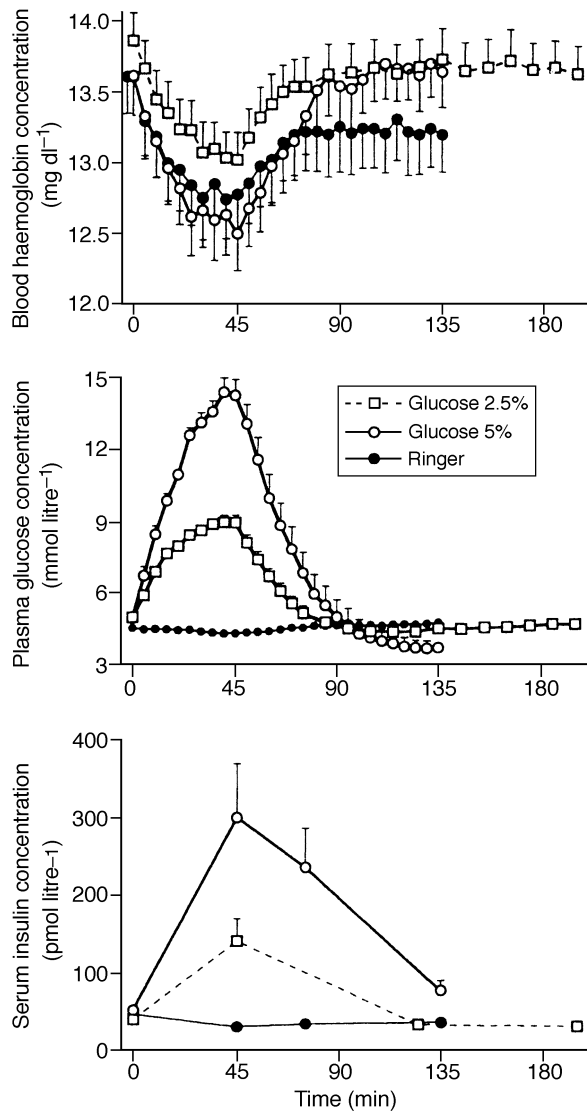 Blood haemoglobin concentration
(mg dl−1)
14.0
13.5
13.0
12.5
12.0
0 45 90 135 180
Plasma glucose concentration
(mmol litre−1)
15
12
9
6
3
Glucose 2.5%
Glucose 5%
Ringer
0 45 90 135 180
Serum insulin concentration
(pmol litre−1)
400
300
200
100
0
0 45 90 135 180
Time (min)